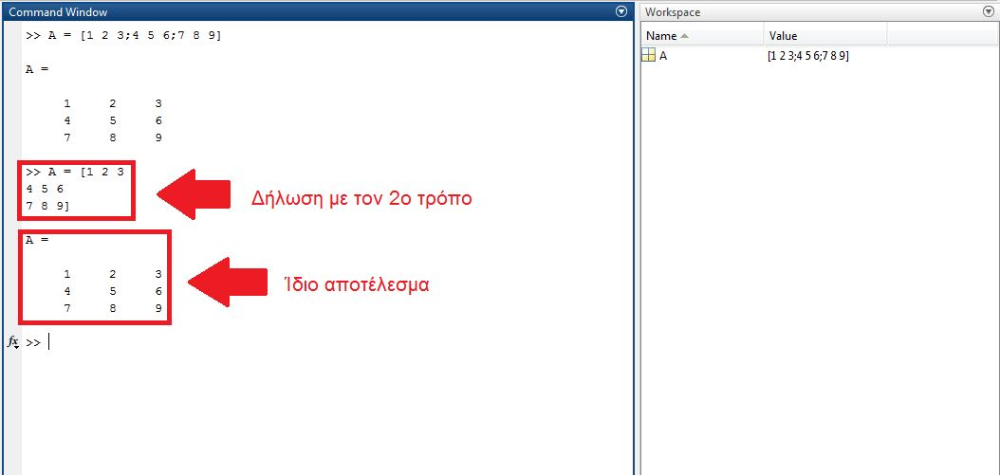 Command Window
>> A = [1 2 3;4 5 6;7 8 9]
A =
1 2 3
4 5 6
7 8 9
>> A = [1 2 3
4 5 6
7 8 9]
Δήλωση με τον 2ο τρόπο
A =
1 2 3
4 5 6
7 8 9
Ίδιο αποτέλεσμα
fx >>
Workspace
Name Value
A [1 2 3;4 5 6;7 8 9]